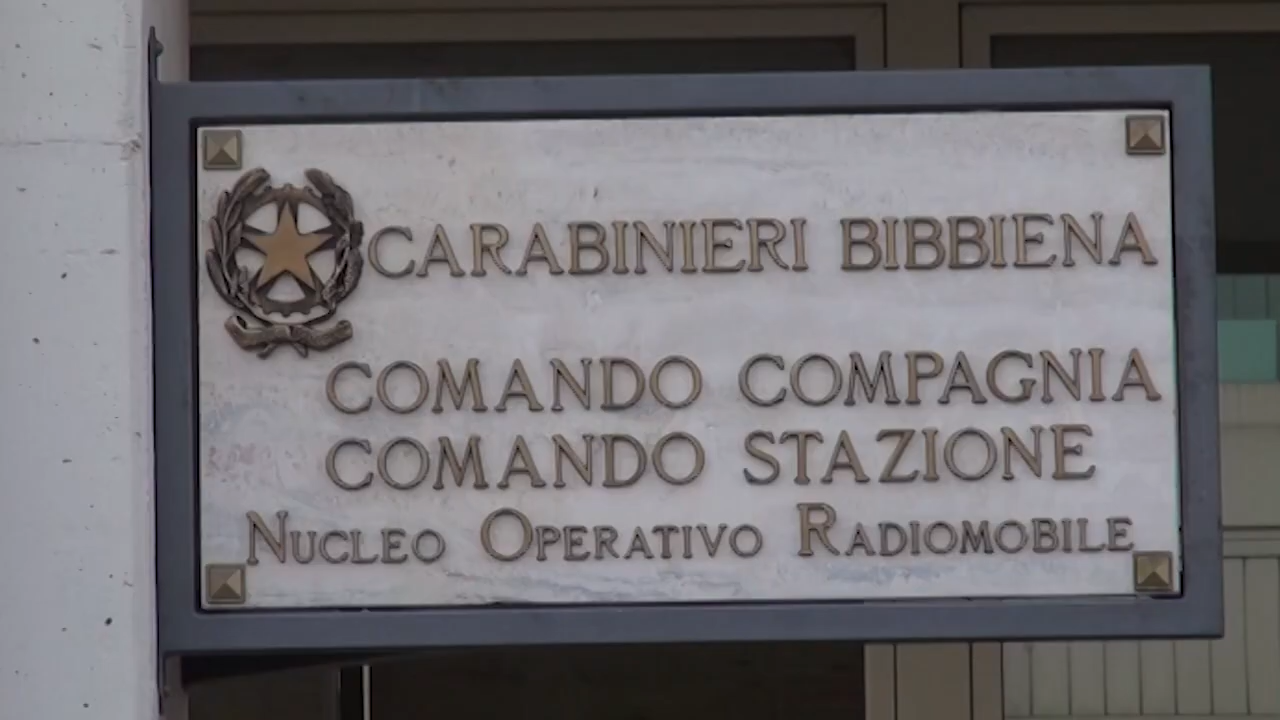 CARABINIERI BIBBIENA
COMANDO COMPAGNIA
COMANDO STAZIONE
NUCLEO OPERATIVO RADIOMOBILE